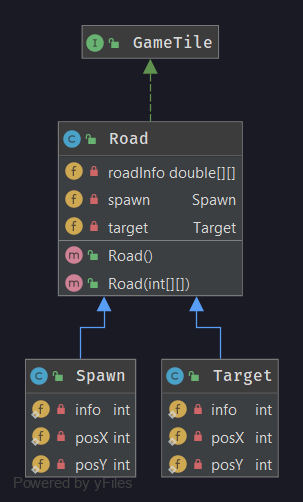 I GameTile
C Road
f roadInfo double[][]
f spawn Spawn
f target Target
m Road()
m Road(int[][])
C Spawn
f info int
f posX int
f posY int
C Target
f info int
f posX int
f posY int
Powered by yFiles